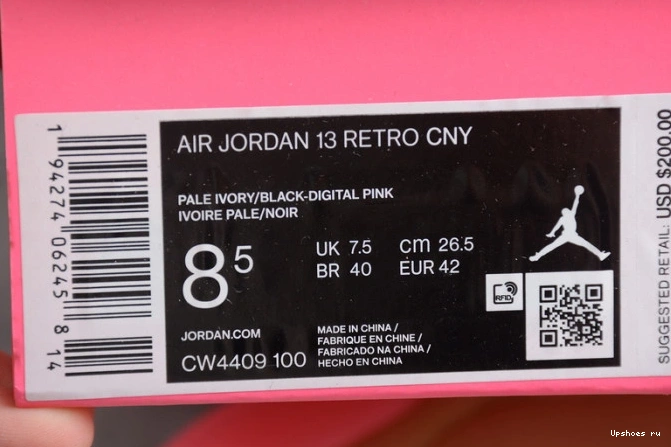 AIR JORDAN 13 RETRO CNY
PALE IVORY/BLACK-DIGITAL PINK
IVOIRE PALE/NOIR
8 5
UK 7.5 cm 26.5
BR 40 EUR 42
RFID
JORDAN.COM
CW4409 100
MADE IN CHINA /
FABRIQUE EN CHINE /
FABRICADO NA CHINA /
HECHO EN CHINA
1 94274 06245 8 14
SUGGESTED RETAIL: USD $200.00
Upshoes ru